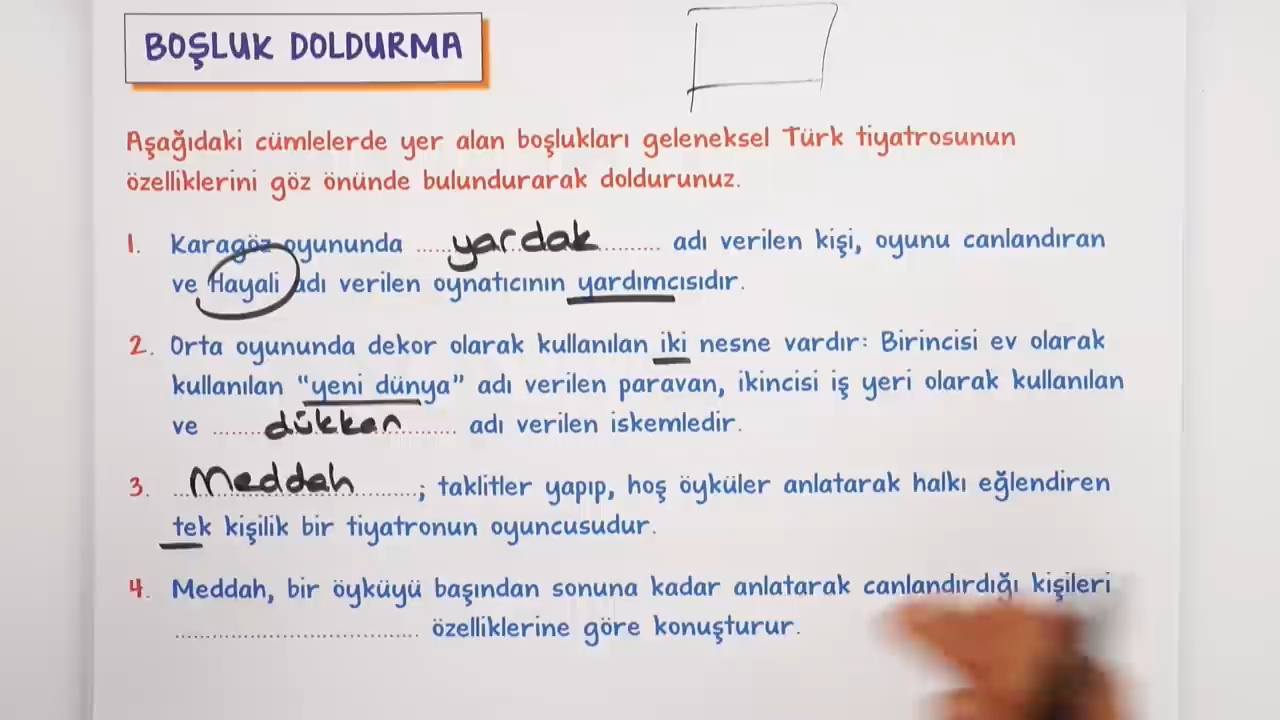 BOŞLUK DOLDURMA
Aşağıdaki cümlelerde yer alan boşlukları geleneksel Türk tiyatrosunun
özelliklerini göz önünde bulundurarak doldurunuz.
1. Karagöz oyununda ......yardak......... adı verilen kişi, oyunu canlandıran
ve Hayali adı verilen oynatıcının yardımcısıdır.
2. Orta oyununda dekor olarak kullanılan iki nesne vardır: Birincisi ev olarak
kullanılan "yeni dünya" adı verilen paravan, ikincisi iş yeri olarak kullanılan
ve ........dükkan......... adı verilen iskemledir.
3. ...Meddah.........; taklitler yapıp, hoş öyküler anlatarak halkı eğlendiren
tek kişilik bir tiyatronun oyuncusudur.
4. Meddah, bir öyküyü başından sonuna kadar anlatarak canlandırdığı kişileri
........................................ özelliklerine göre konuşturur.